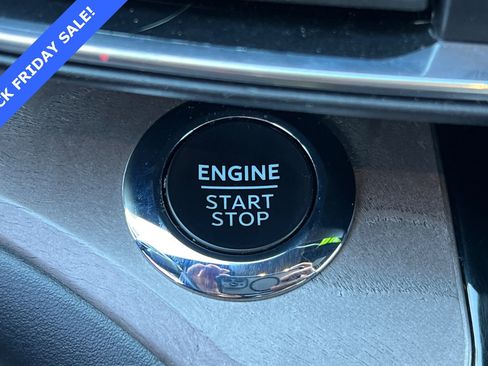 CK FRIDAY SALE!
ENGINE
START
STOP